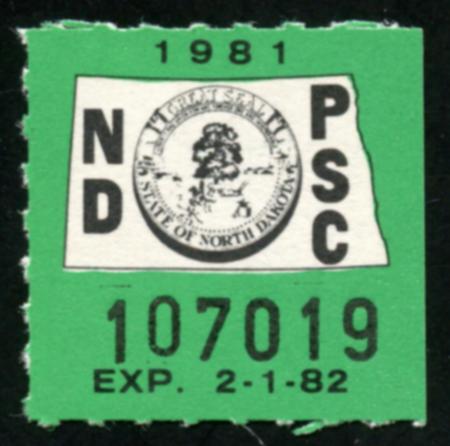 1981
ND
PSC
GREAT SEAL
STATE OF NORTH DAKOTA
107019
EXP. 2-1-82